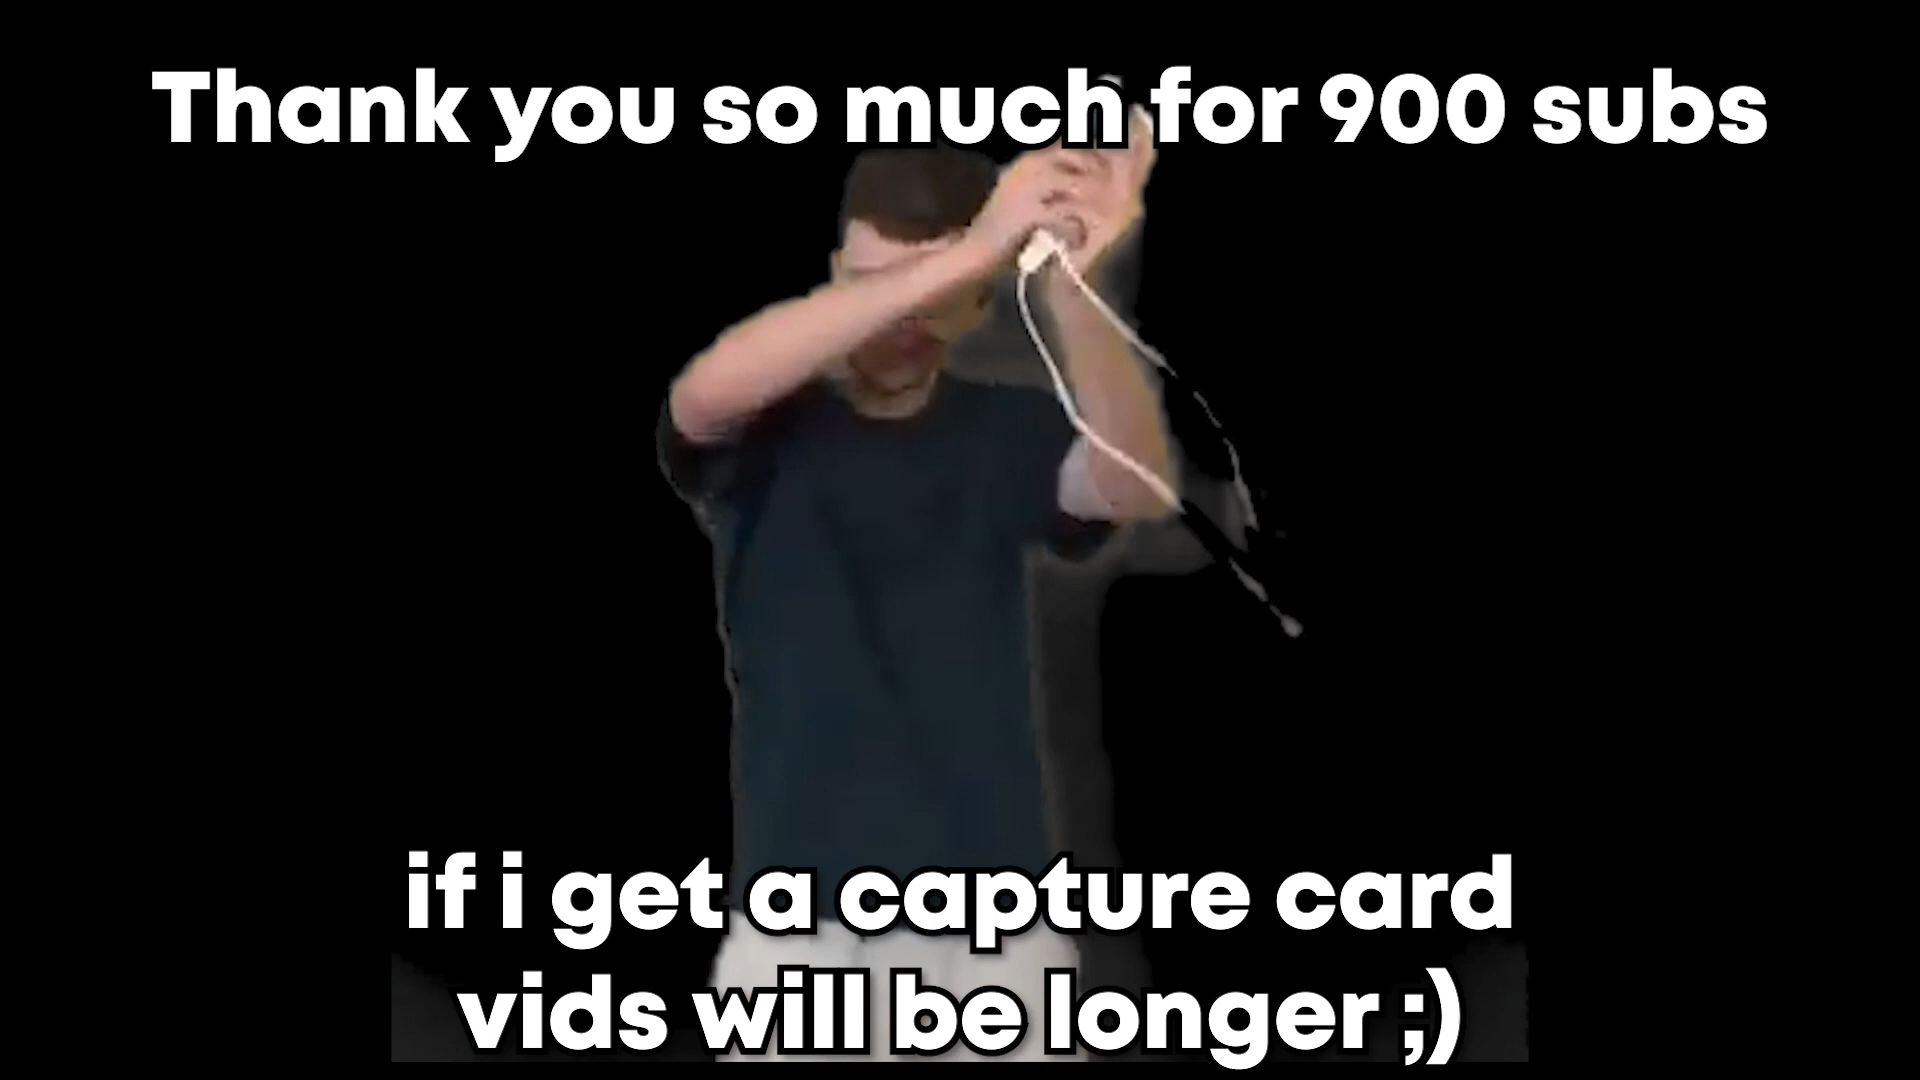 Thank you so much for 900 subs
if i get a capture card
vids will be longer ;)